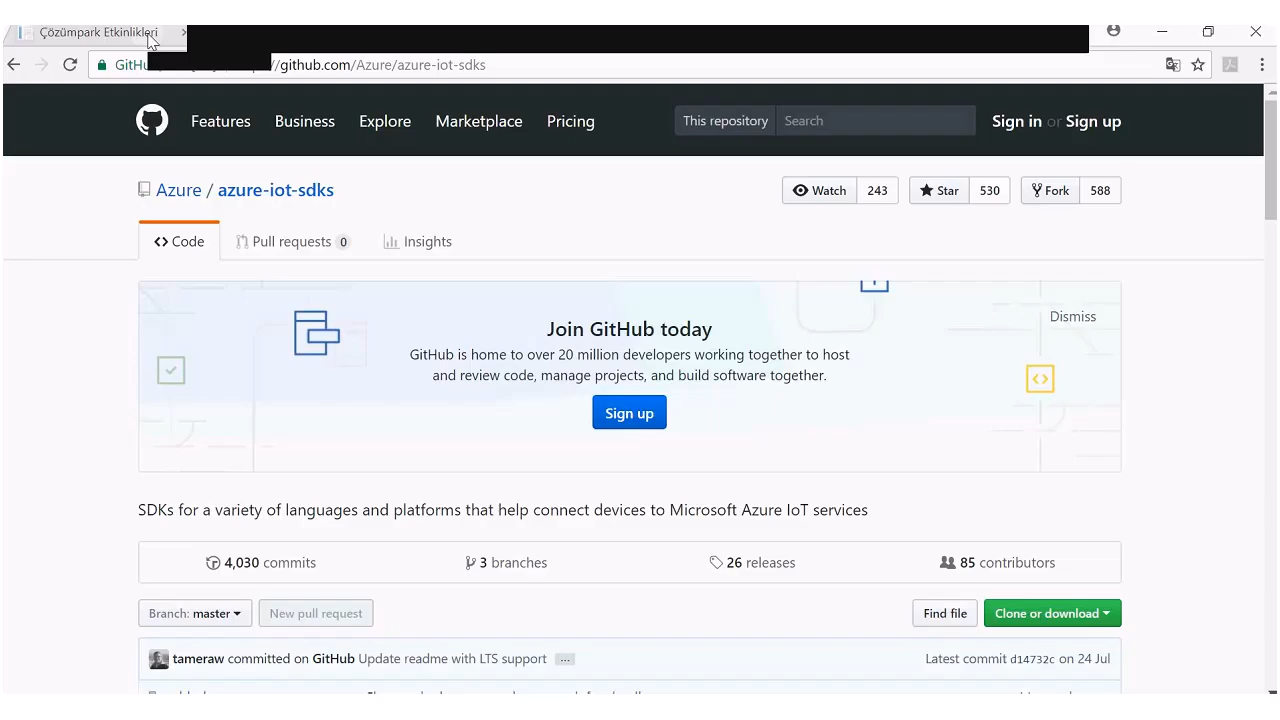 Çözümpark Etkinlikleri
GitHu
/github.com/Azure/azure-iot-sdks
Features Business Explore Marketplace Pricing This repository Search Sign in or Sign up
Azure / azure-iot-sdks Watch 243 Star 530 Fork 588
Code Pull requests 0 Insights
Join GitHub today
Dismiss
GitHub is home to over 20 million developers working together to host
and review code, manage projects, and build software together.
Sign up
SDKs for a variety of languages and platforms that help connect devices to Microsoft Azure IoT services
4,030 commits 3 branches 26 releases 85 contributors
Branch: master New pull request Find file Clone or download
tameraw committed on GitHub Update readme with LTS support ... Latest commit d14732c on 24 Jul